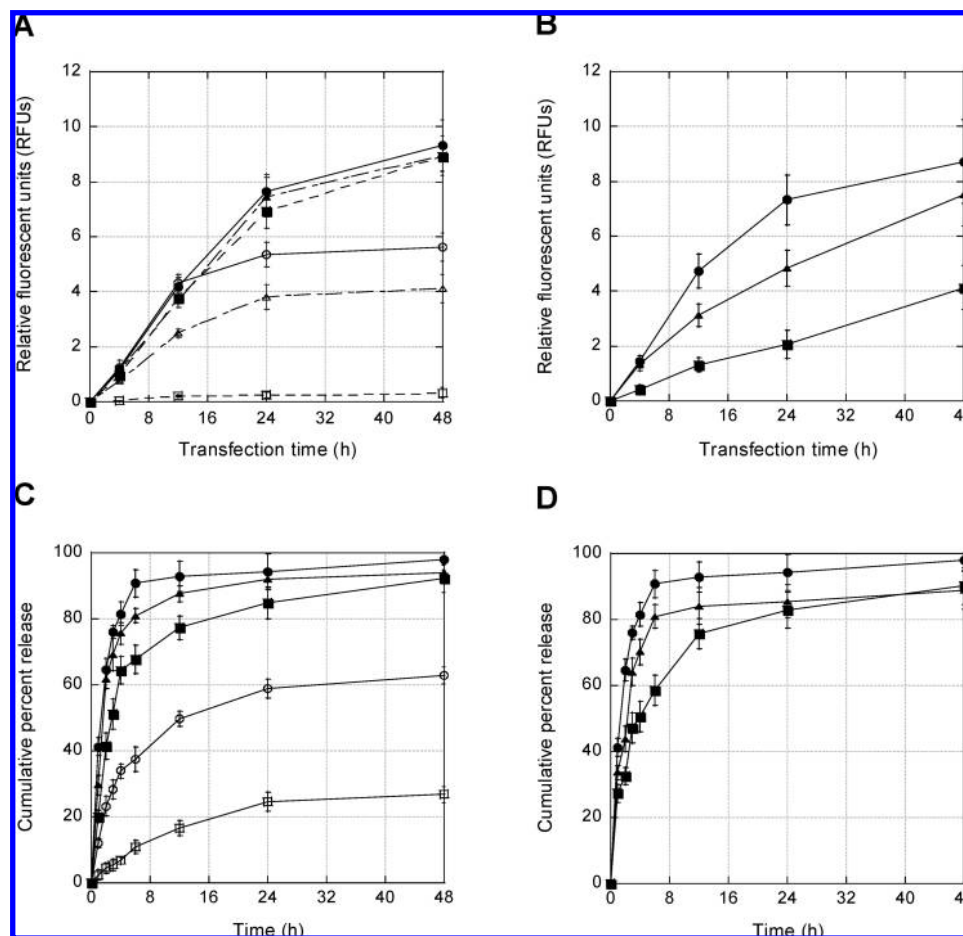 A
B
12
10
8
6
4
2
0
Relative fluorescent units (RFUs)
0 8 16 24 32 40 48
Transfection time (h)
12
10
8
6
4
2
0
Relative fluorescent units (RFUs)
0 8 16 24 32 40 48
Transfection time (h)
C
D
100
80
60
40
20
0
Cumulative percent release
0 8 16 24 32 40 48
Time (h)
100
80
60
40
20
0
Cumulative percent release
0 8 16 24 32 40
Time (h)